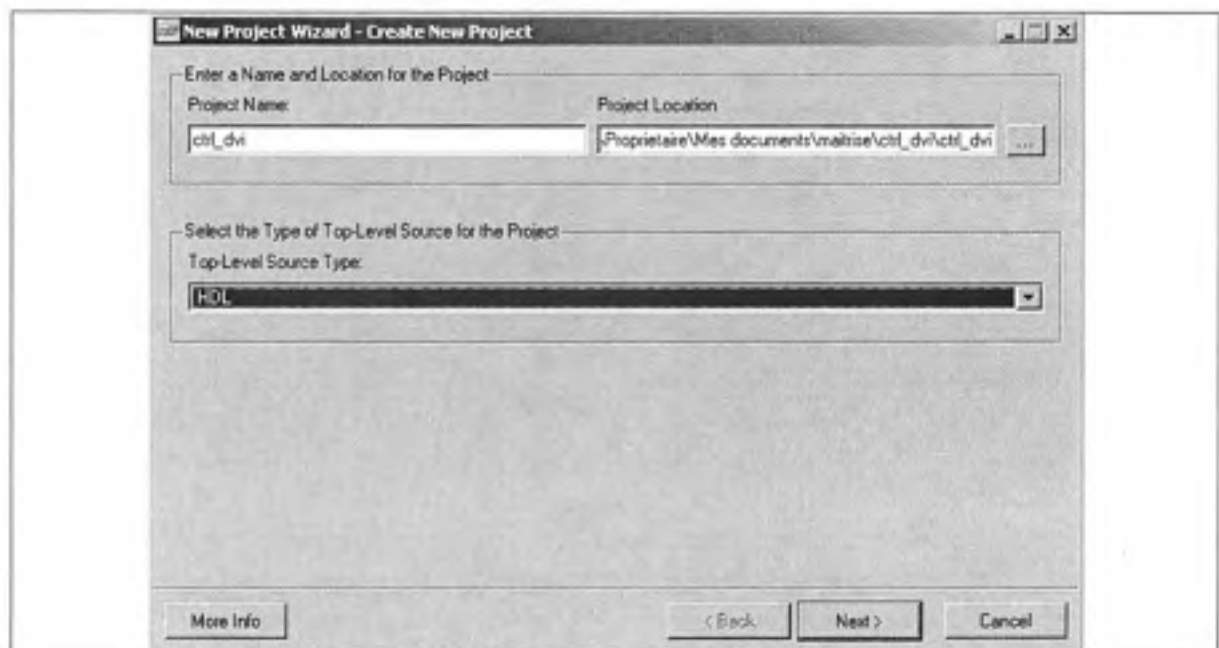 New Project Wizard - Create New Project
Enter a Name and Location for the Project
Project Name:
Project Location
ctrl_dvi
Proprietaire\Mes documents\maitrise\ctrl_dvi\ctrl_dvi
...
Select the Type of Top-Level Source for the Project
Top-Level Source Type:
HDL
More Info
< Back
Next >
Cancel